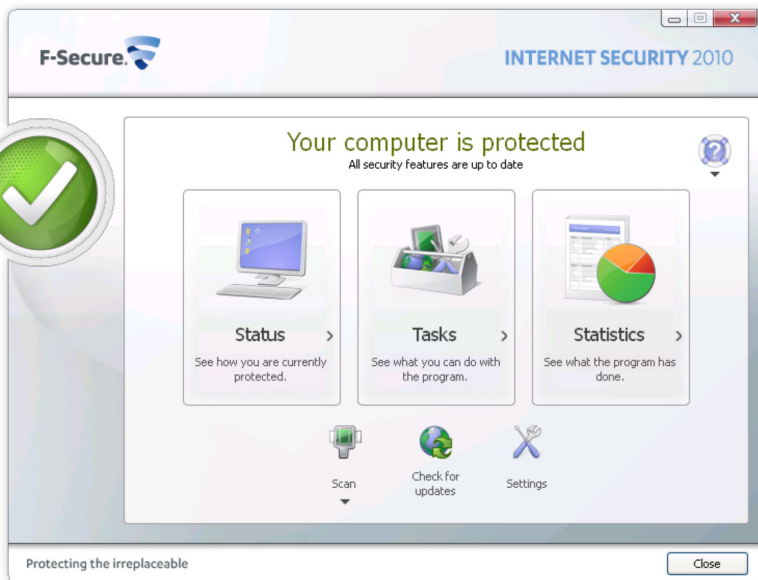 F-Secure.
INTERNET SECURITY 2010
Your computer is protected
All security features are up to date
Status
See how you are currently
protected.
Tasks
See what you can do with
the program.
Statistics
See what the program has
done.
Scan
Check for
updates
Settings
Protecting the irreplaceable
Close